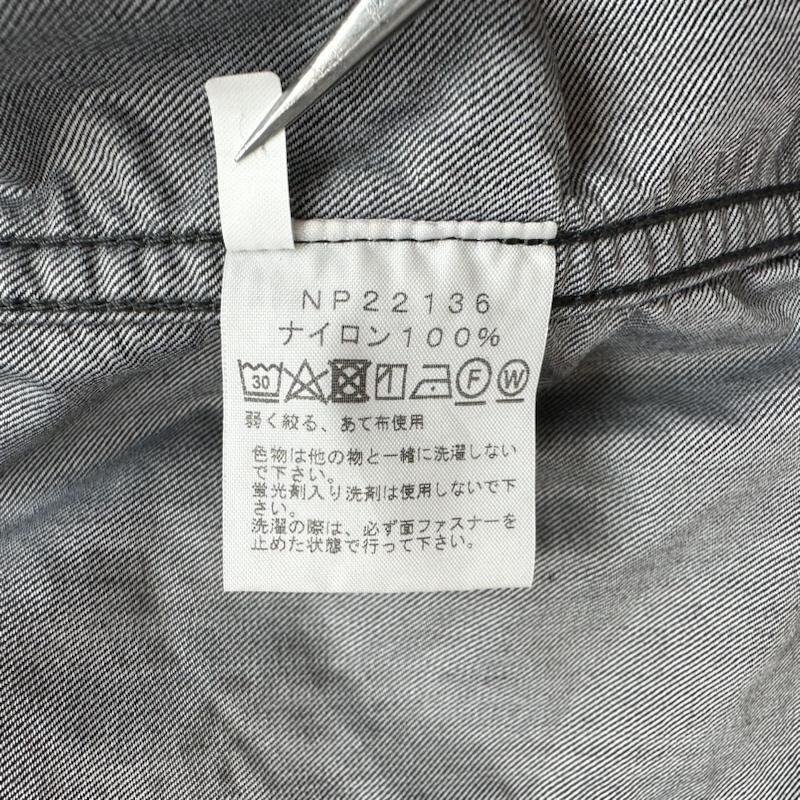 NP22136
ナイロン100%
30 F W
弱く絞る、あて布使用
色物は他の物と一緒に洗濯しない
で下さい。
蛍光剤入り洗剤は使用しないで下
さい。
洗濯の際は、必ず面ファスナーを
止めた状態で行って下さい。